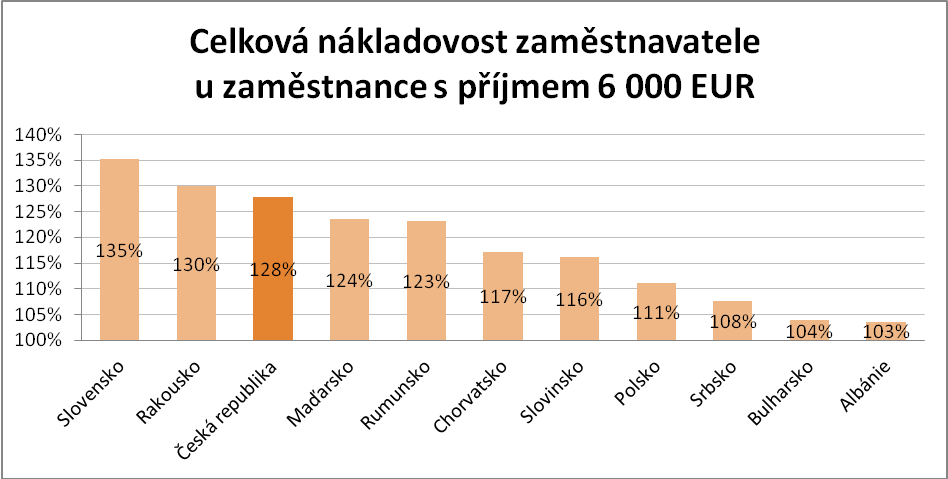 Celková nákladovost zaměstnavatele
u zaměstnance s příjmem 6 000 EUR
140%
135%
130%
125%
120%
115%
110%
105%
100%
135%
130%
128%
124%
123%
117%
116%
111%
108%
104%
103%
Slovensko
Rakousko
Česká republika
Maďarsko
Rumunsko
Chorvatsko
Slovinsko
Polsko
Srbsko
Bulharsko
Albánie